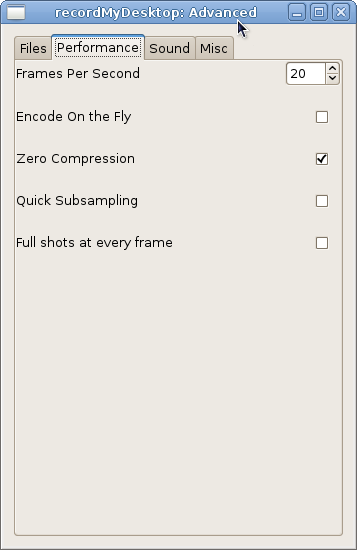 recordMyDesktop: Advanced
Files Performance Sound Misc
Frames Per Second 20
Encode On the Fly
Zero Compression
Quick Subsampling
Full shots at every frame